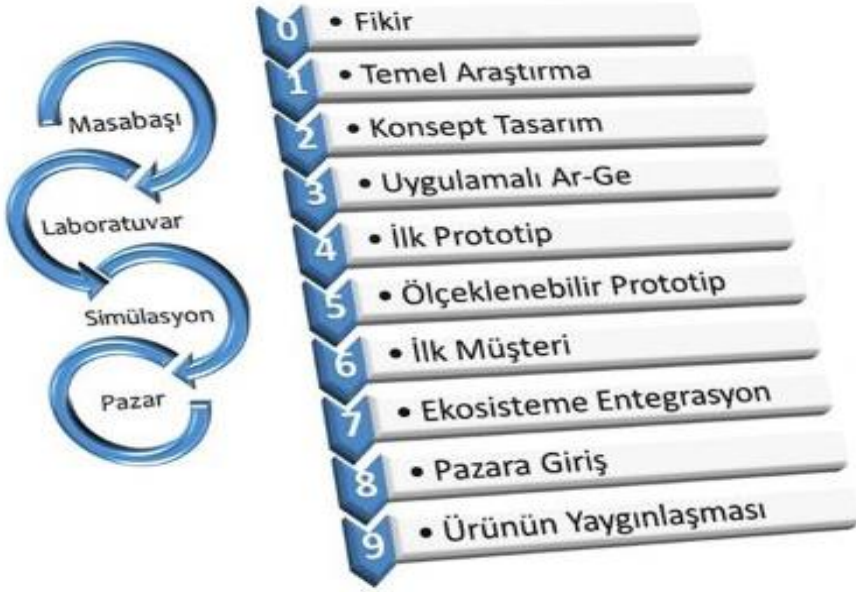 Masabaşı
Laboratuvar
Simülasyon
Pazar
0 • Fikir
1 • Temel Araştırma
2 • Konsept Tasarım
3 • Uygulamalı Ar-Ge
4 • İlk Prototip
5 • Ölçeklenebilir Prototip
6 • İlk Müşteri
7 • Ekosisteme Entegrasyon
8 • Pazara Giriş
9 • Ürünün Yaygınlaşması